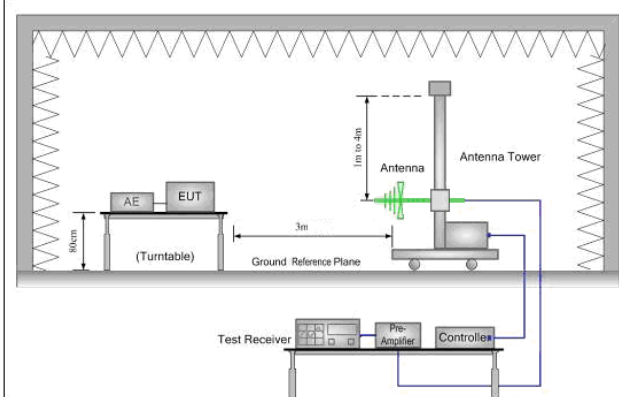 1m to 4m
Antenna
Antenna Tower
AE
EUT
80cm
3m
(Turntable)
Ground Reference Plane
Test Receiver
Pre-
Amplifier
Controller